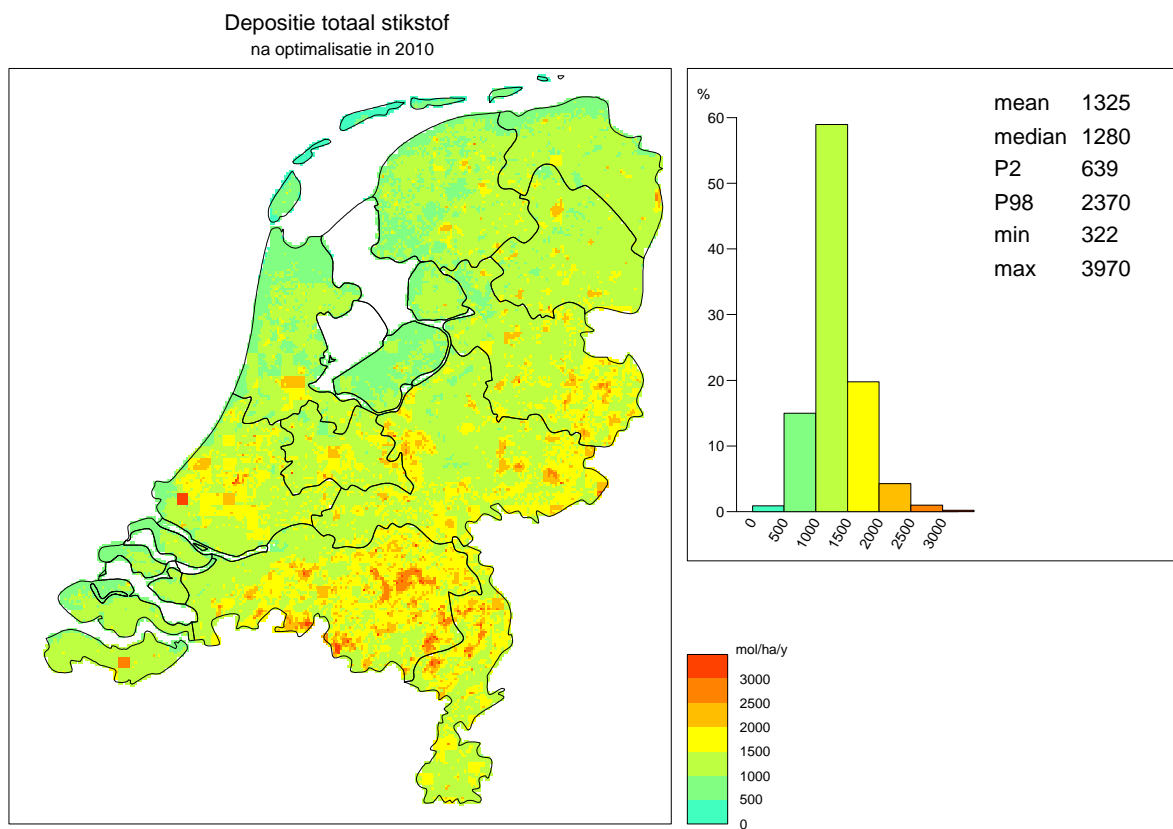 Depositie totaal stikstof
na optimalisatie in 2010
%
60
50
40
30
20
10
0
0
500
1000
1500
2000
2500
3000
mean 1325
median 1280
P2 639
P98 2370
min 322
max 3970
mol/ha/y
3000
2500
2000
1500
1000
500
0